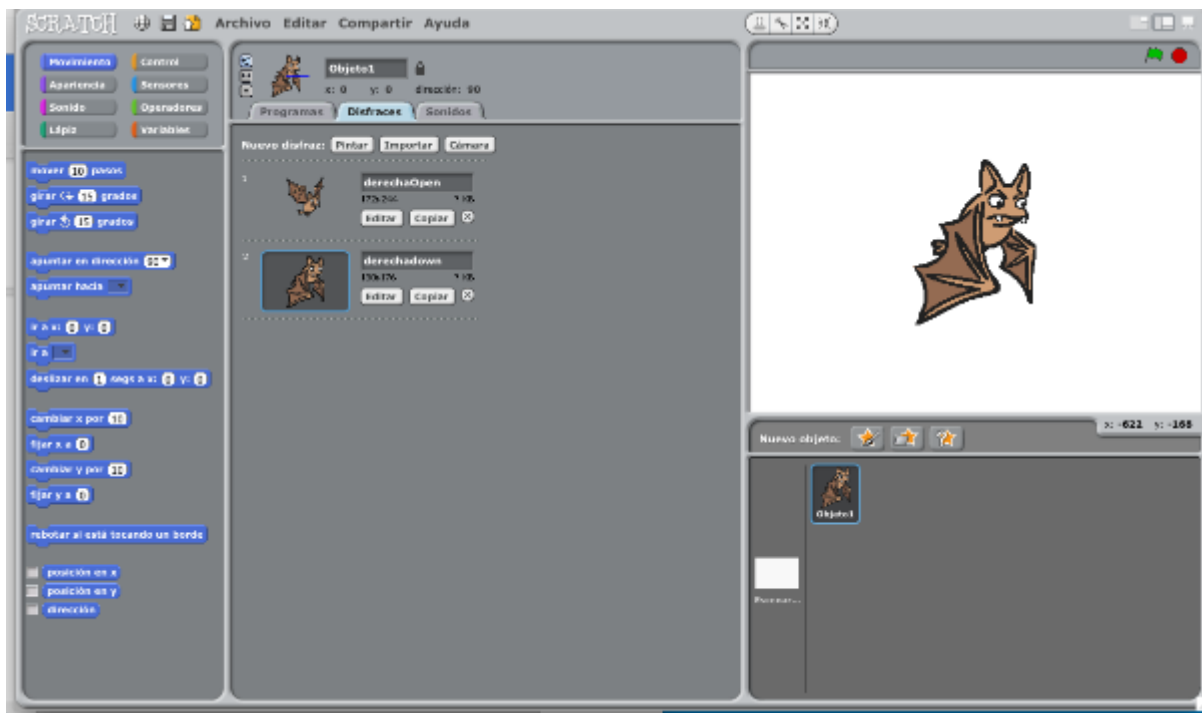 SCRATCH Archivo Editar Compartir Ayuda
Movimiento Control
Apariencia Sensores
Sonido Operadores
Lápiz Variables
mover 10 pasos
girar 15 grados
girar 15 grados
apuntar en dirección 90
apuntar hacia
ir a x: 0 y: 0
ir a
deslizar en 1 segs a x: 0 y: 0
cambiar x por 10
fijar x a 0
cambiar y por 10
fijar y a 0
rebotar si está tocando un borde
posición en x
posición en y
dirección
Objeto1
x: 0 y: 0 dirección: 90
Programas Disfraces Sonidos
Nuevo disfraz: Pintar Importar Cámara
1
derechaOpen
Editar Copiar
2
derechadown
Editar Copiar
x: -622 y: -168
Nuevo objeto:
Objeto1